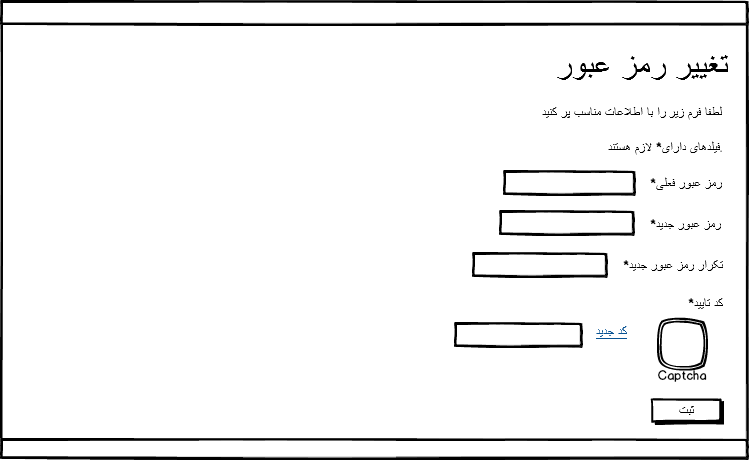 تغییر رمز عبور
لطفا فرم زیر را با اطلاعات مناسب پر کنید
فیلدهای دارای* لازم هستند.
رمز عبور فعلی*
رمز عبور جدید*
تکرار رمز عبور جدید*
کد تایید*
کد جدید
Captcha
ثبت